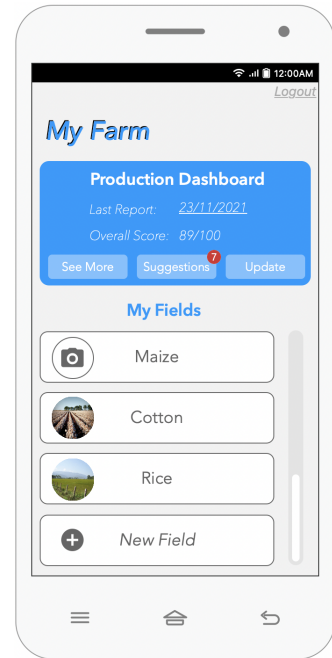 12:00AM
Logout
My Farm
Production Dashboard
Last Report: 23/11/2021
Overall Score: 89/100
See More Suggestions 7 Update
My Fields
Maize
Cotton
Rice
New Field